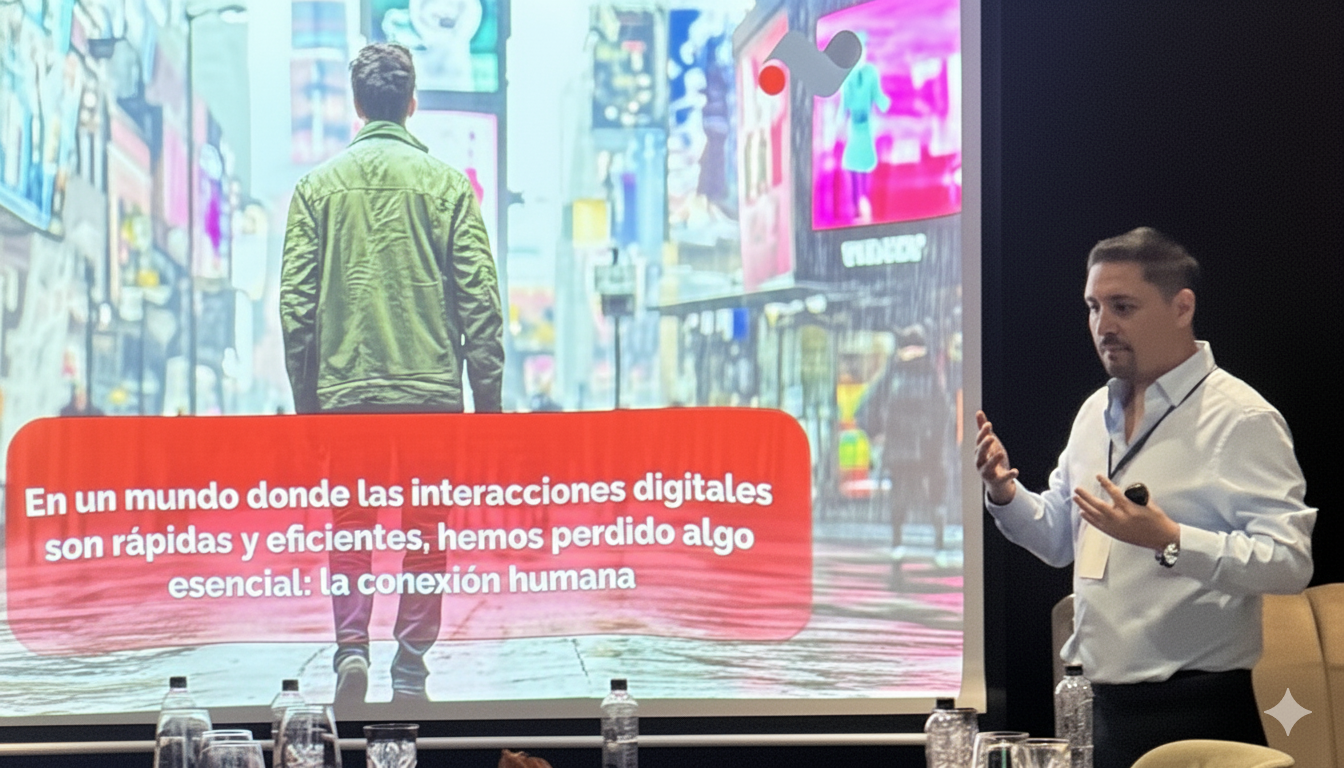 En un mundo donde las interacciones digitales
son rápidas y eficientes, hemos perdido algo
esencial: la conexión humana